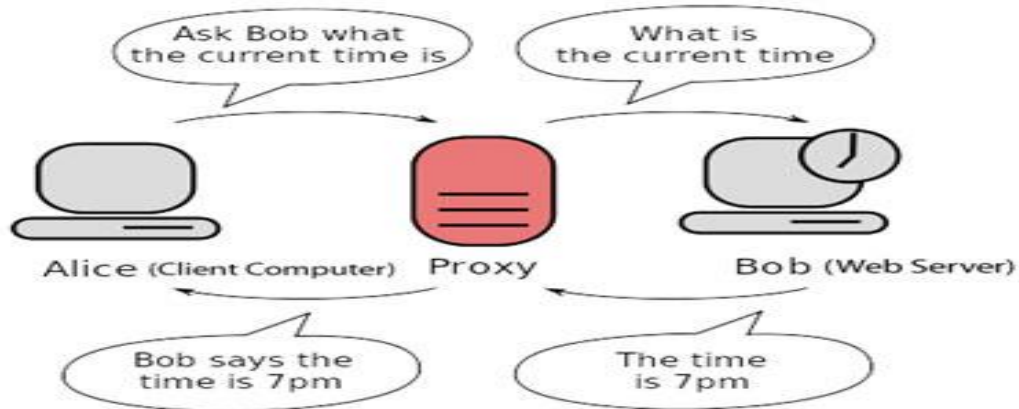 Ask Bob what
the current time is
What is
the current time
Alice (Client Computer)
Proxy
Bob (Web Server)
Bob says the
time is 7pm
The time
is 7pm